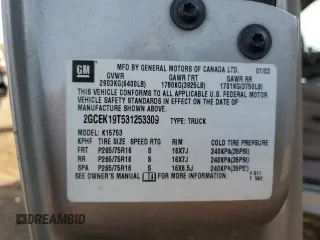 GM
MFD BY GENERAL MOTORS OF CANADA LTD. 01/03
GVWR GAWR FRT GAWR RR
2903KG(6400LB) 1780KG(3925LB) 1701KG(3750LB)
THIS VEHICLE CONFORMS TO ALL APPLICABLE U.S. FEDERAL
MOTOR VEHICLE SAFETY STANDARDS IN EFFECT ON THE DATE OF
MANUFACTURE SHOWN ABOVE.
2GCEK19T531253309 TYPE: TRUCK
MODEL: K15753
KPHP TIRE SIZE SPEED RTG RIM COLD TIRE PRESSURE
FRT P265/75R16 S 16X7J 240KPA(35PSI)
RR P265/75R16 S 16X7J 240KPA(35PSI)
SPA P265/75R16 S 16X6.5J 240KPA(35PSI)
SEE OWNER'S MANUAL FOR MORE INFORMATION.
DREAMBID.COM